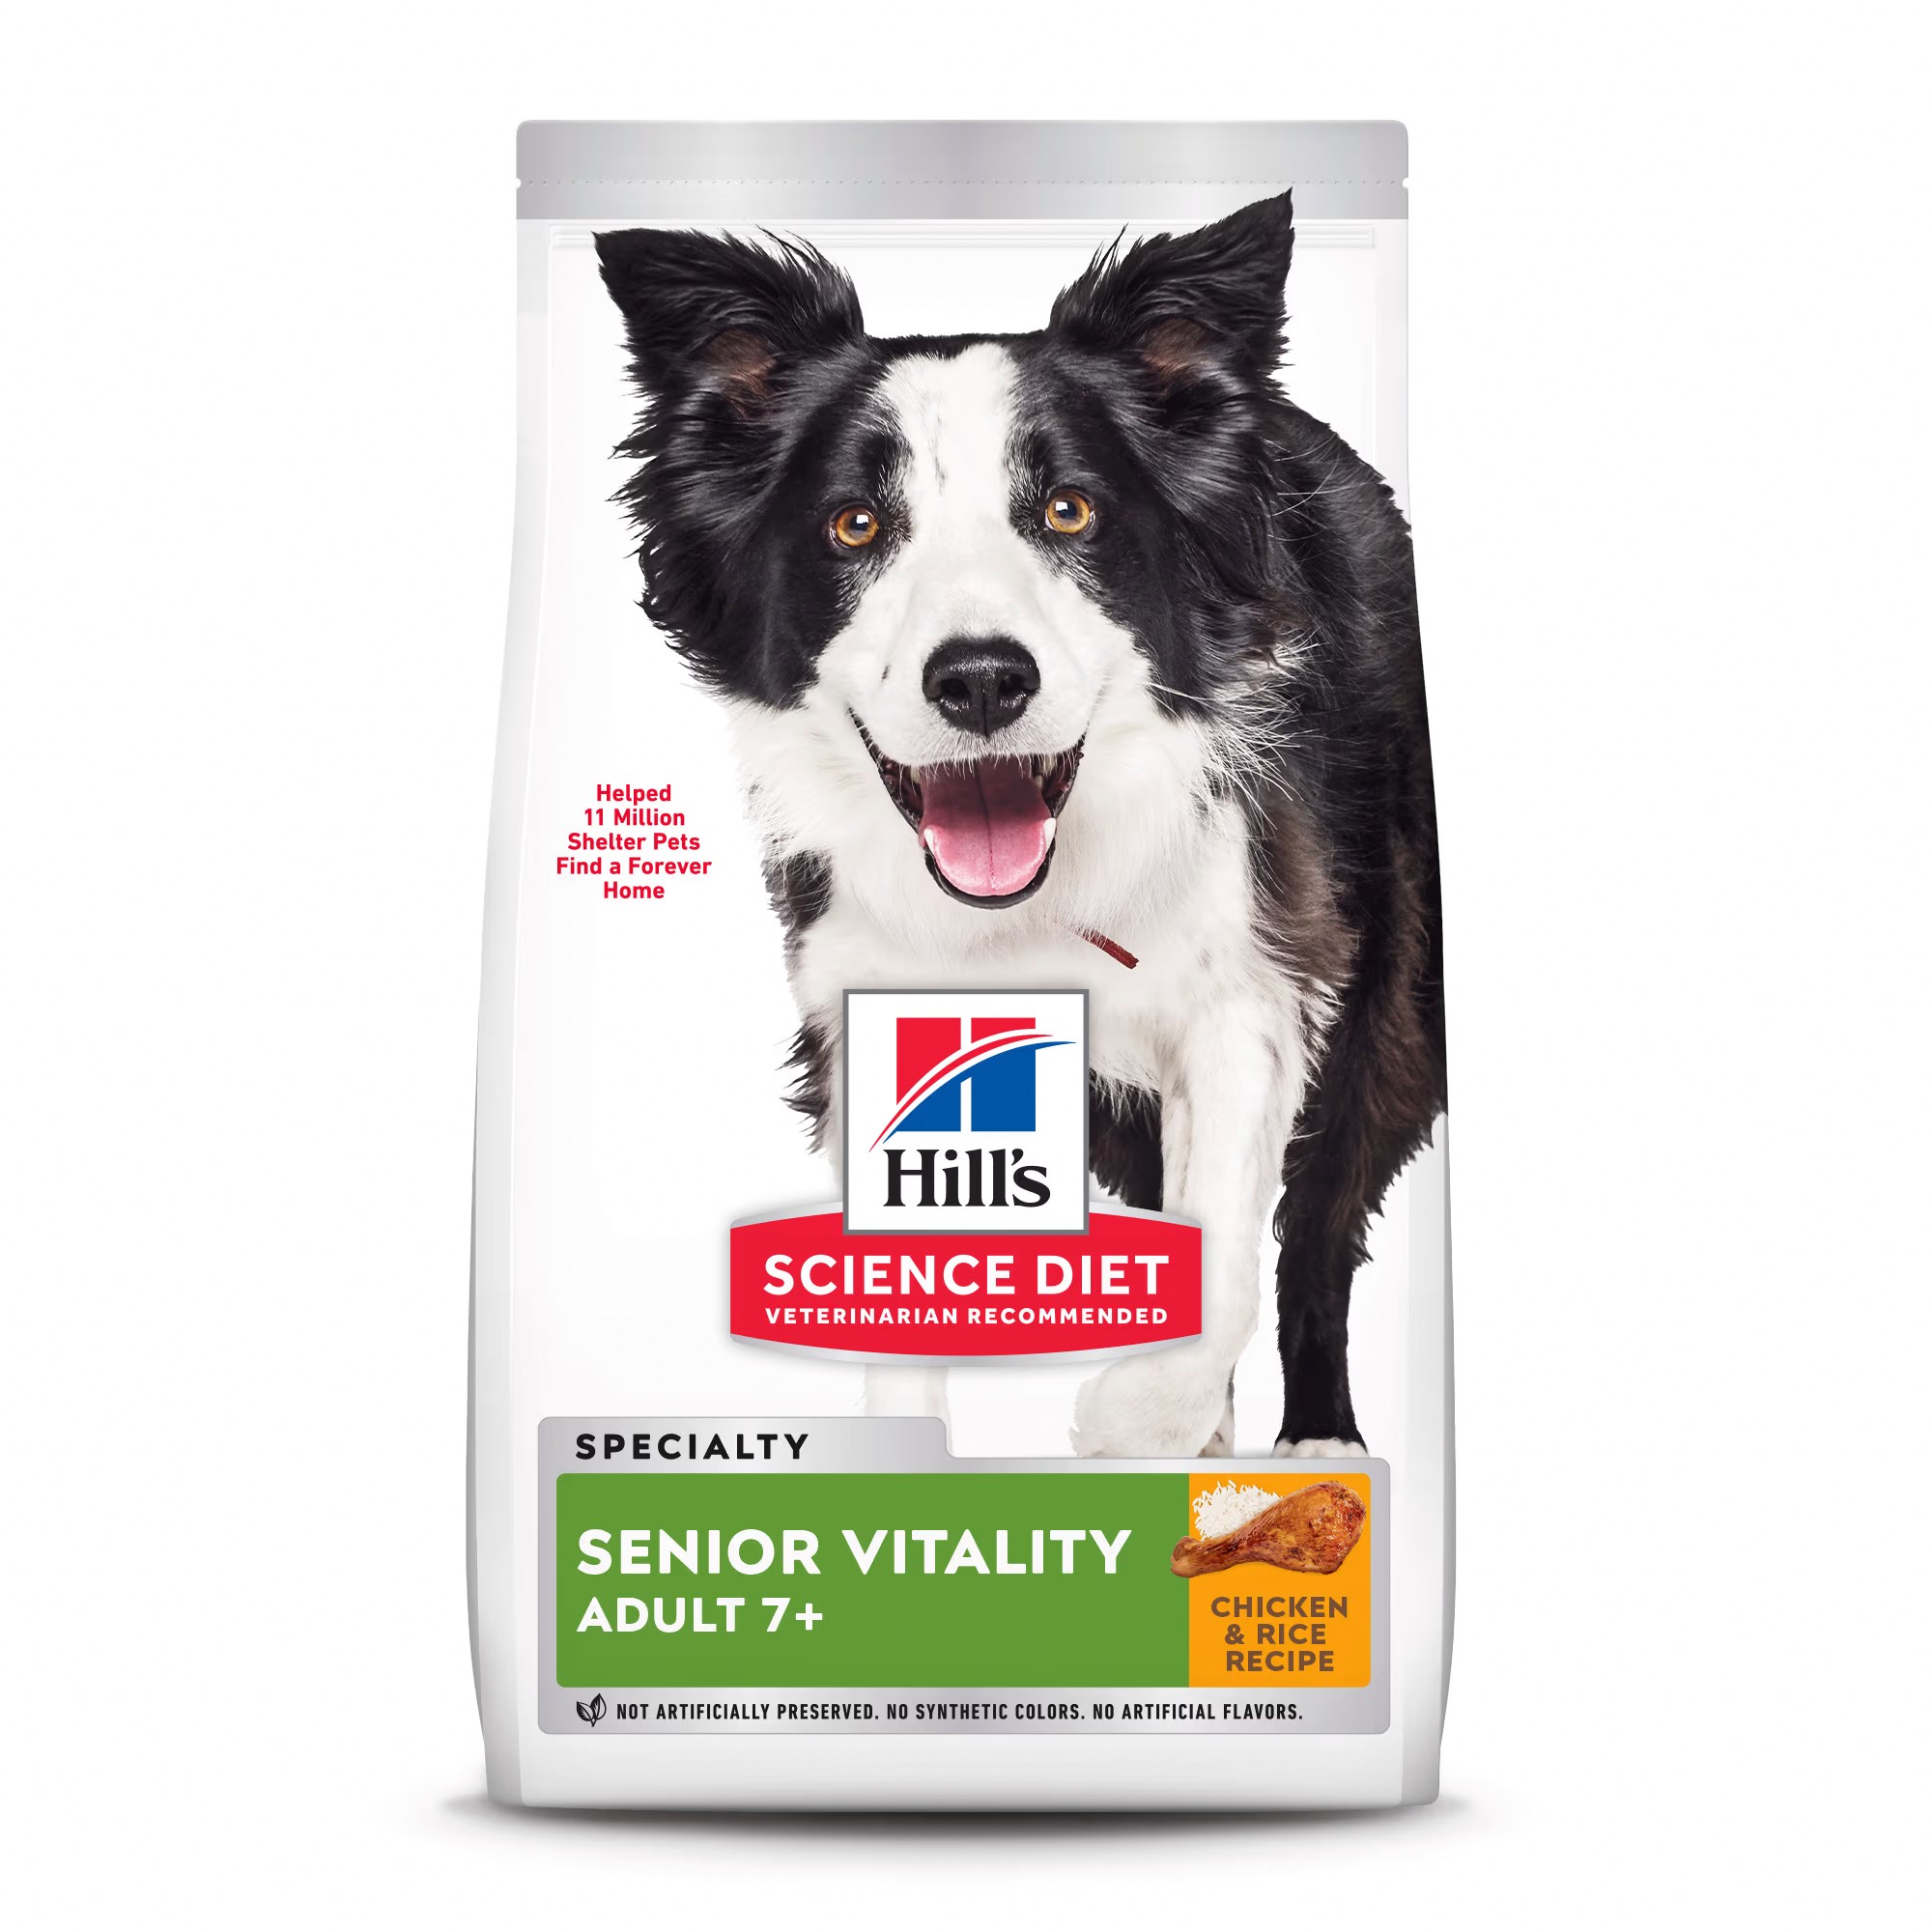 Helped
11 Million
Shelter Pets
Find a Forever
Home
Hill's
SCIENCE DIET
VETERINARIAN RECOMMENDED
SPECIALTY
SENIOR VITALITY
ADULT 7+
CHICKEN
& RICE
RECIPE
NOT ARTIFICIALLY PRESERVED. NO SYNTHETIC COLORS. NO ARTIFICIAL FLAVORS.